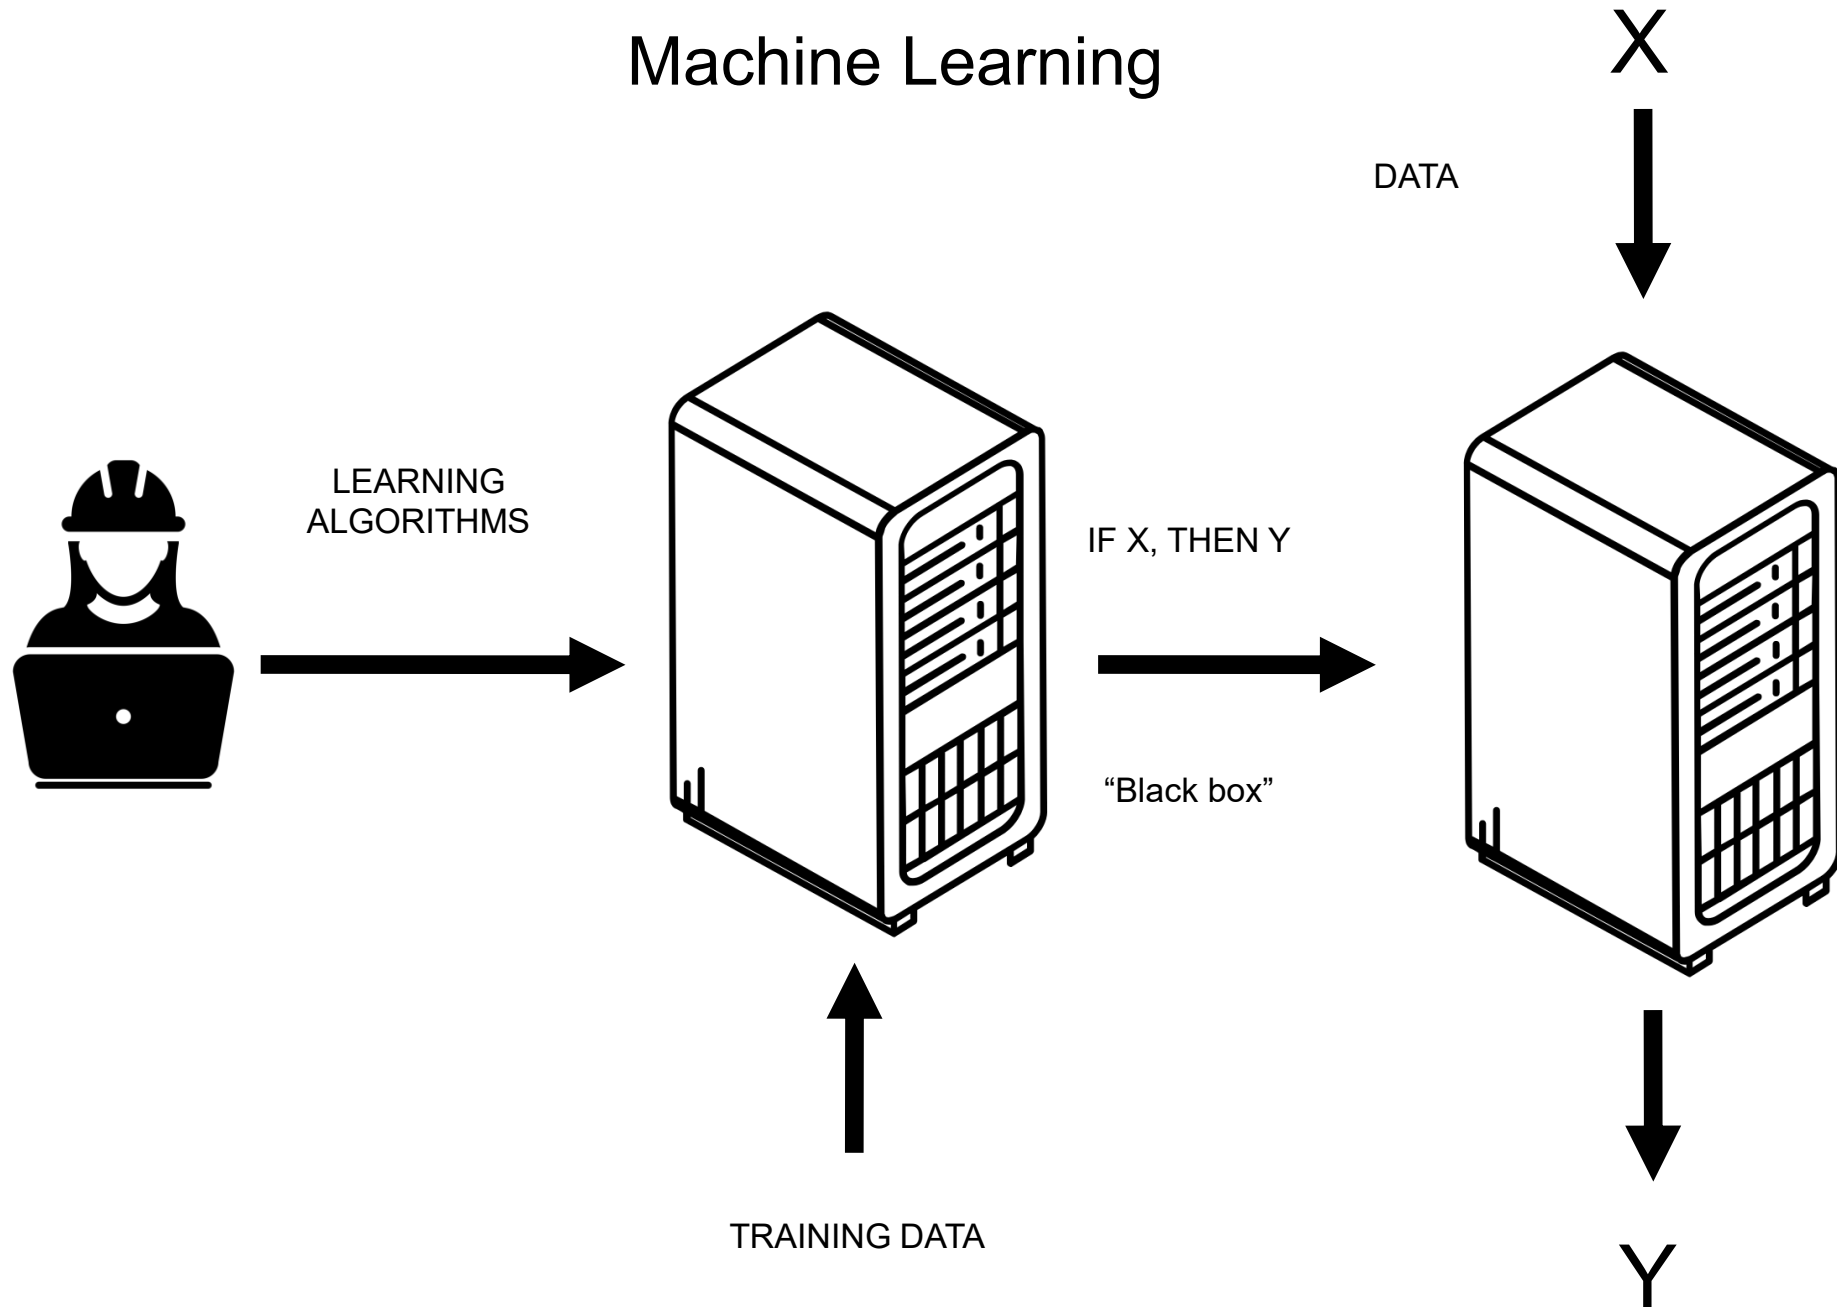 Machine Learning
X
DATA
LEARNING
ALGORITHMS
IF X, THEN Y
“Black box”
TRAINING DATA
Y